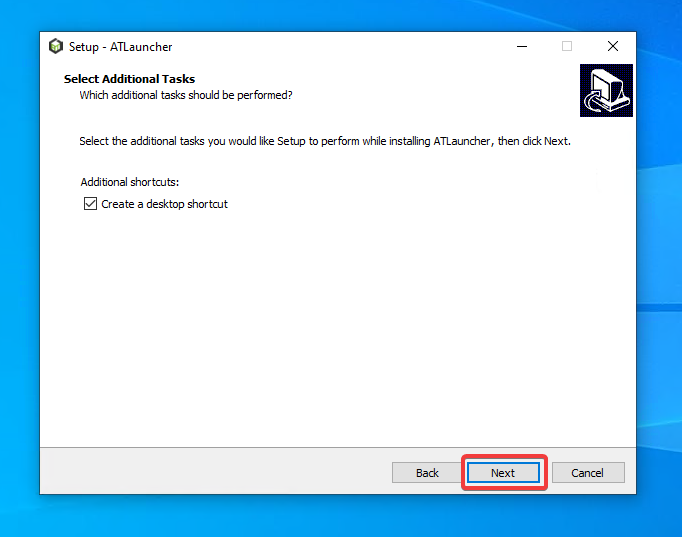 Setup - ATLauncher
Select Additional Tasks
Which additional tasks should be performed?
Select the additional tasks you would like Setup to perform while installing ATLauncher, then click Next.
Additional shortcuts:
Create a desktop shortcut
Back Next Cancel